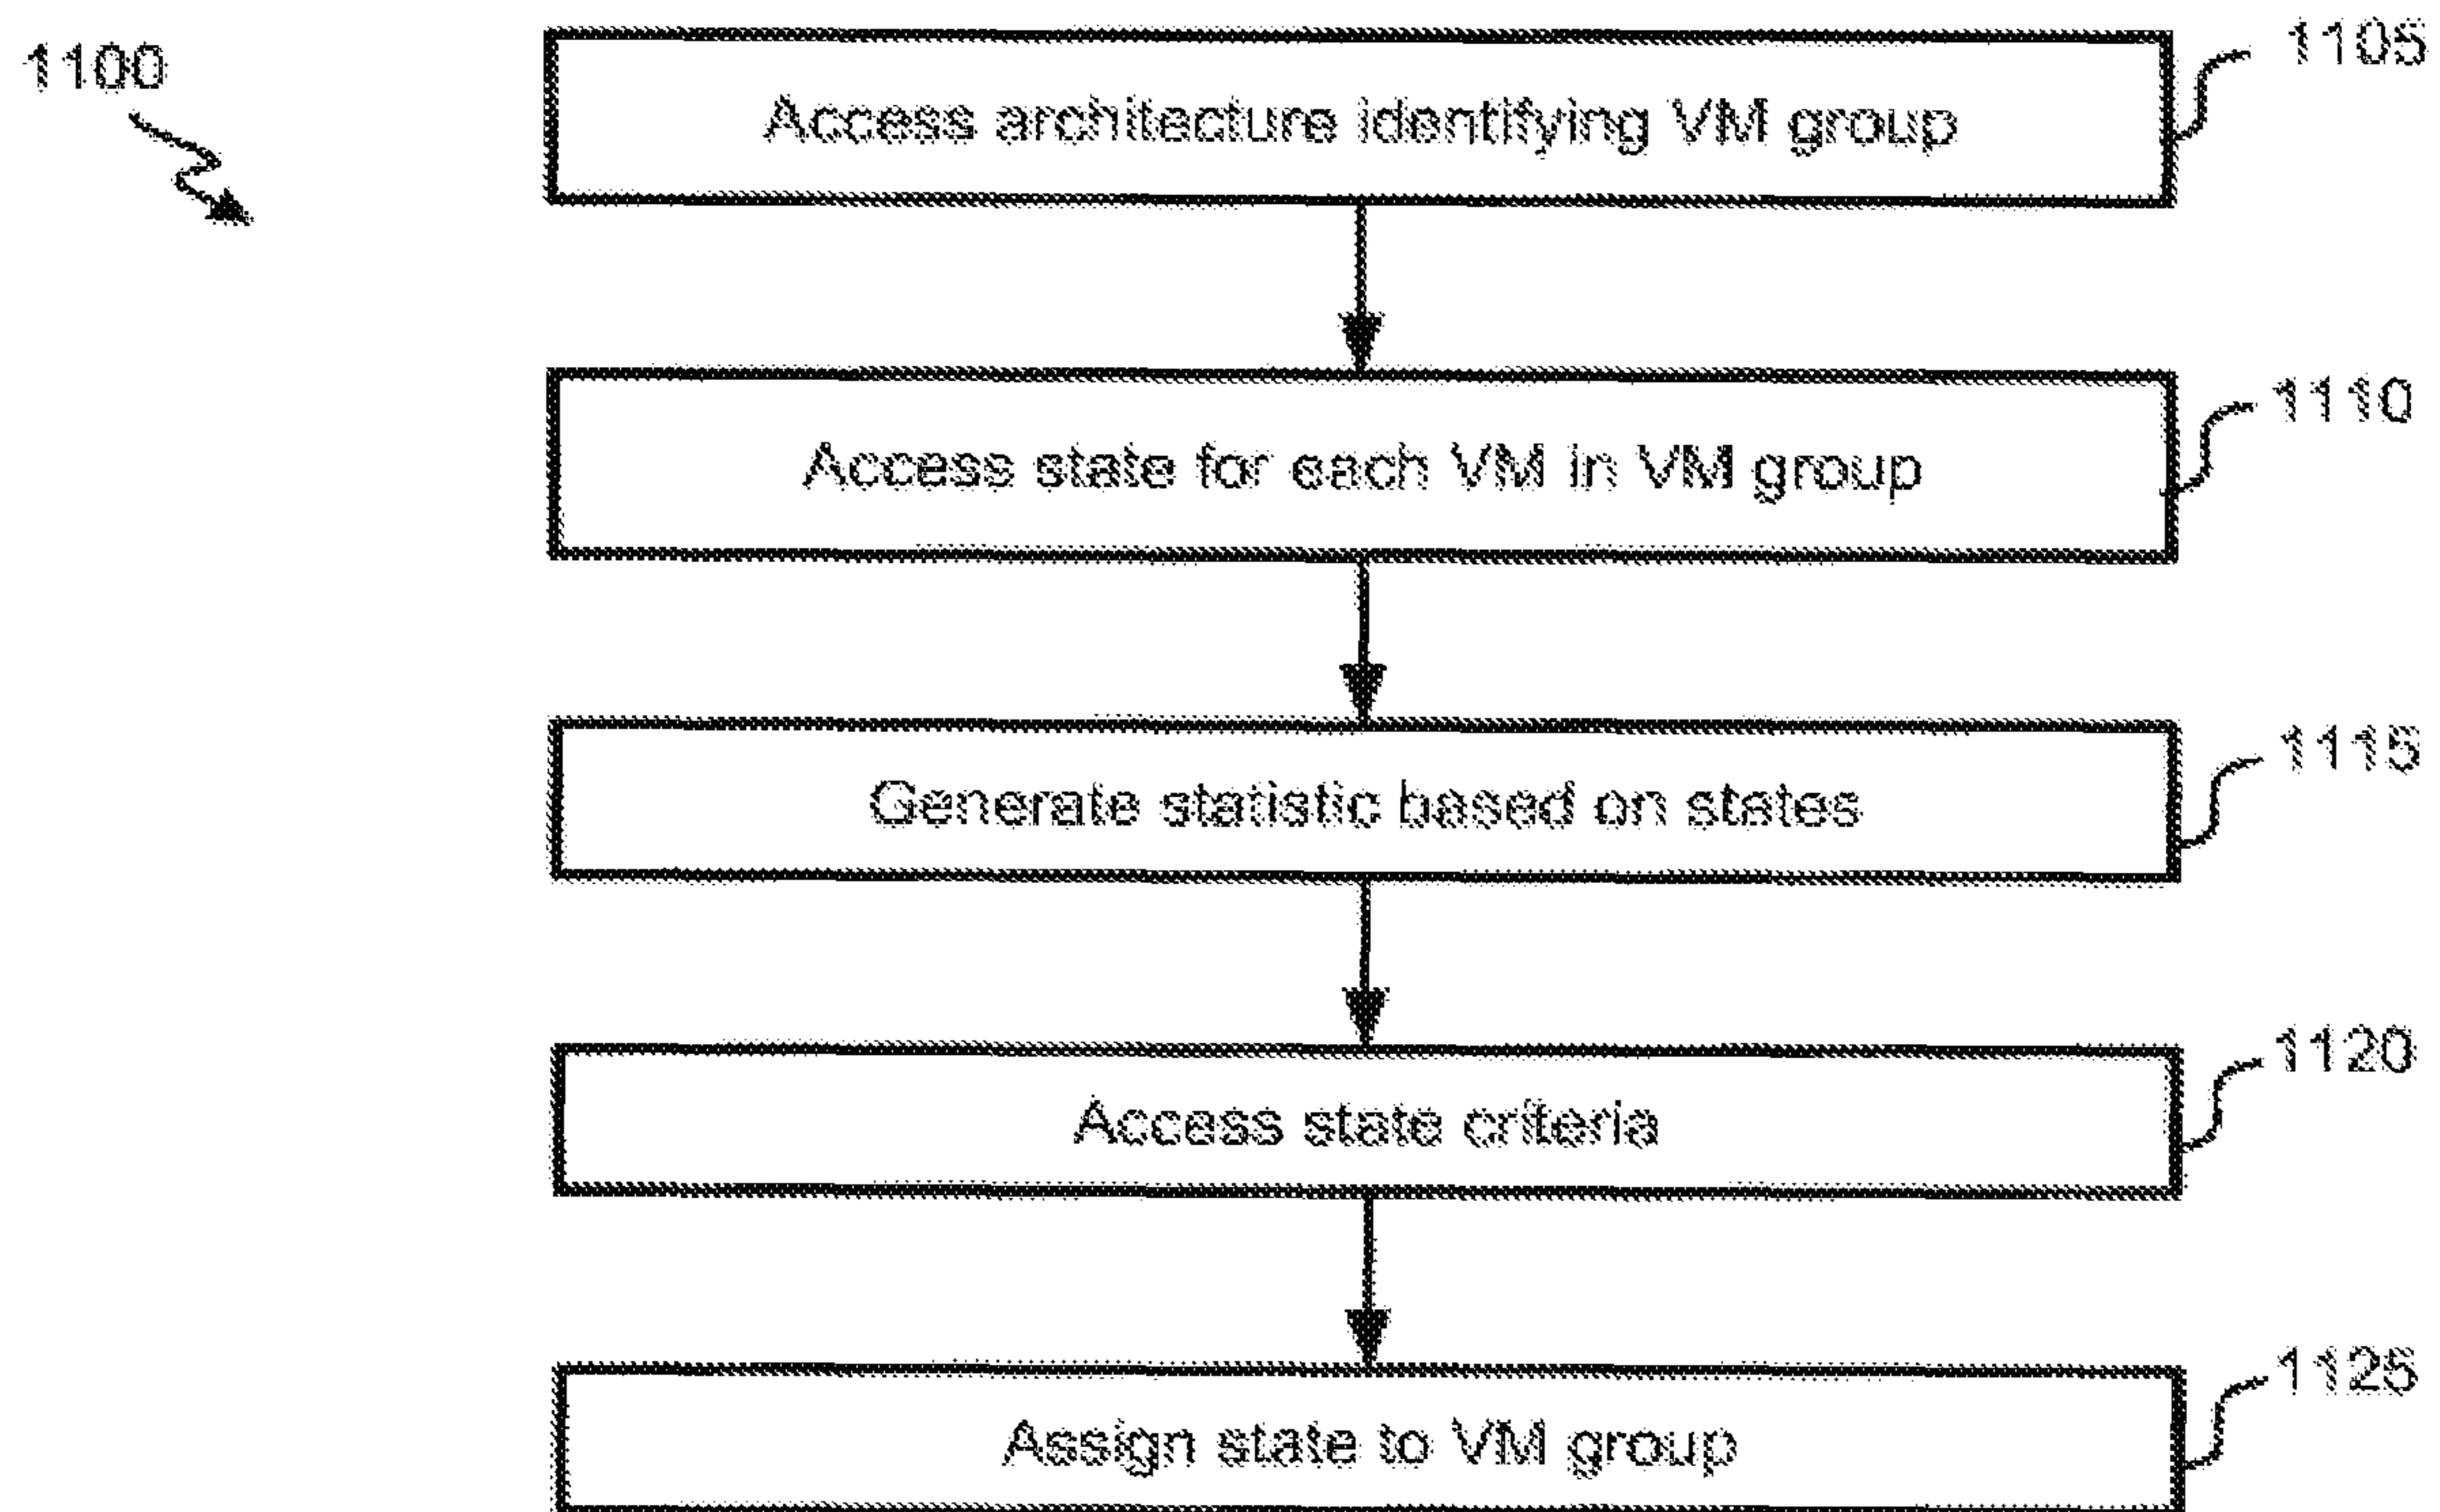 1100
Access architecture identifying VM group
1105
Access state for each VM in VM group
1110
Generate statistic based on states
1115
Access state criteria
1120
Assign state to VM group
1125